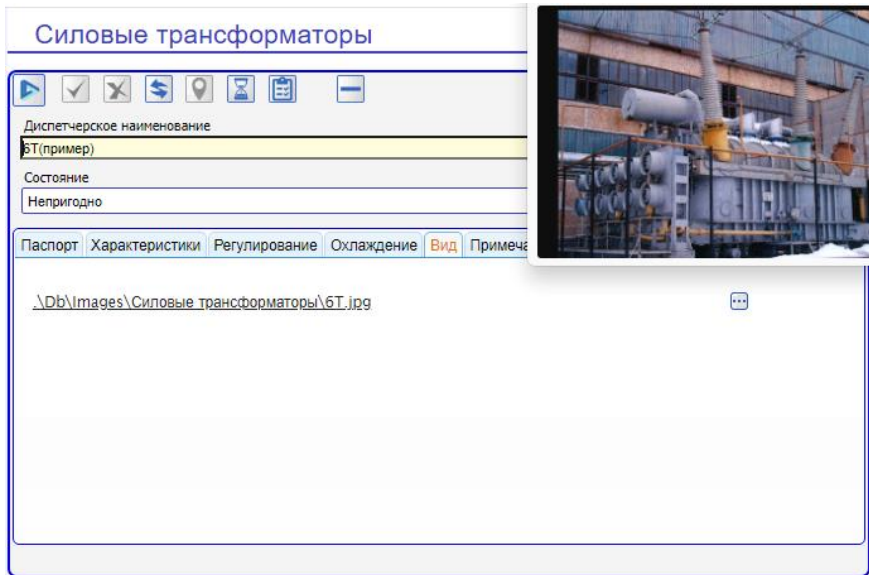 Силовые трансформаторы
Диспетчерское наименование
6Т(пример)
Состояние
Непригодно
Паспорт Характеристики Регулирование Охлаждение Вид
.\Db\Images\Силовые трансформаторы\6Т.jpg